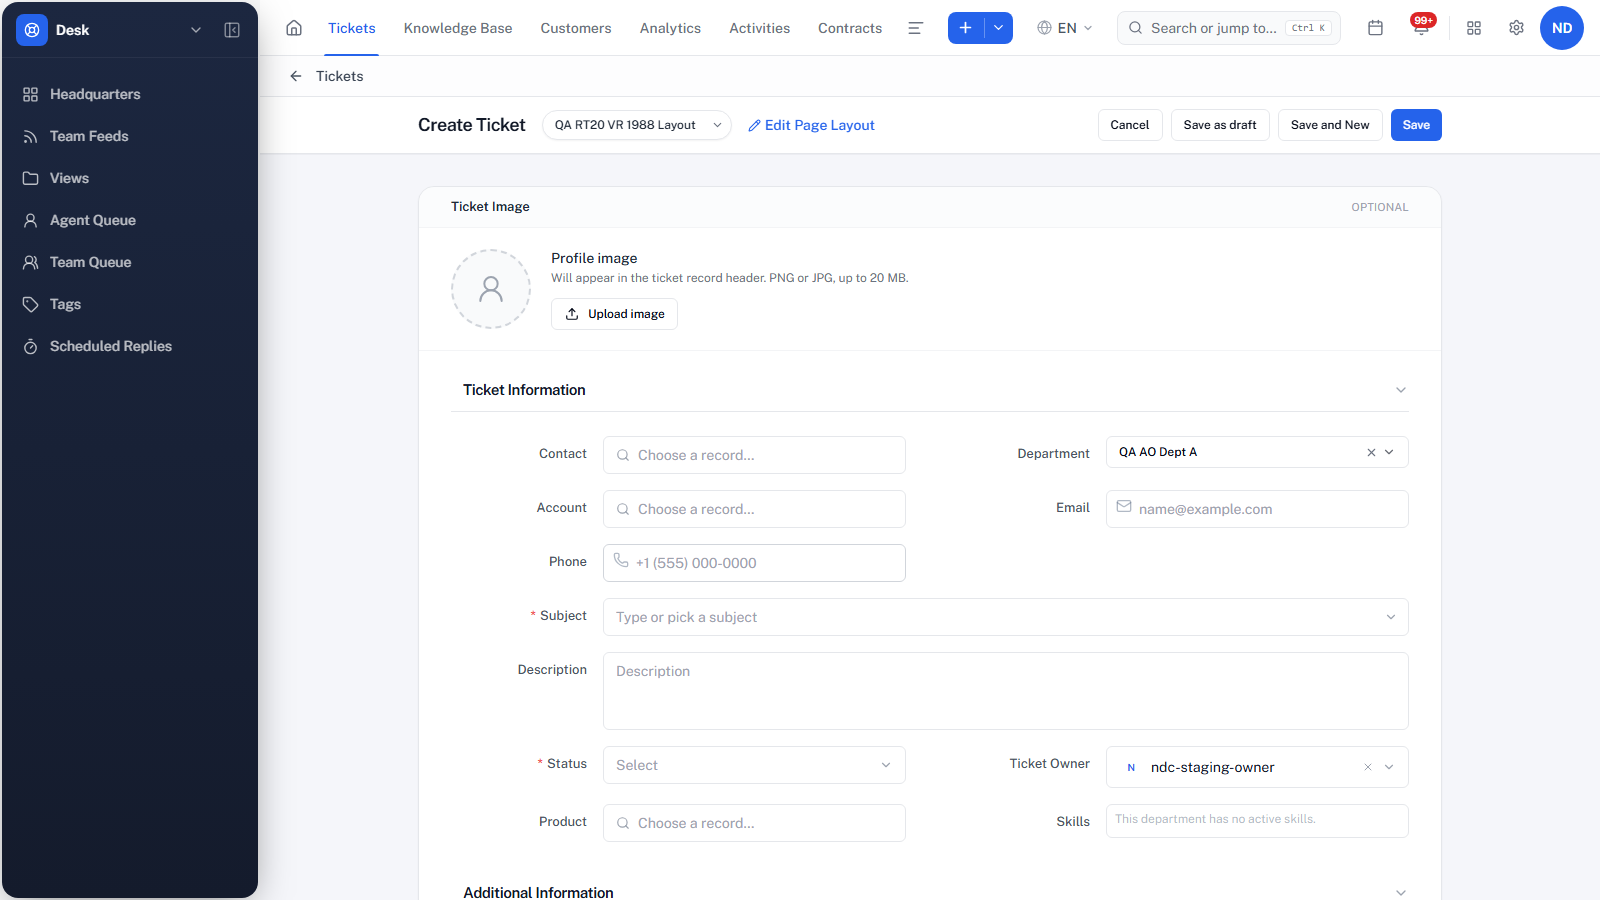 Desk
Headquarters
Team Feeds
Views
Agent Queue
Team Queue
Tags
Scheduled Replies
Tickets
Knowledge Base
Customers
Analytics
Activities
Contracts
EN
Search or jump to...
Ctrl K
99+
ND
Tickets
Create Ticket
QA RT20 VR 1988 Layout
Edit Page Layout
Cancel
Save as draft
Save and New
Save
Ticket Image
OPTIONAL
Profile image
Will appear in the ticket record header. PNG or JPG, up to 20 MB.
Upload image
Ticket Information
Contact
Choose a record...
Department
QA AO Dept A
Account
Choose a record...
Email
name@example.com
Phone
+1 (555) 000-0000
* Subject
Type or pick a subject
Description
Description
* Status
Select
Ticket Owner
N
ndc-staging-owner
Product
Choose a record...
Skills
This department has no active skills.
Additional Information